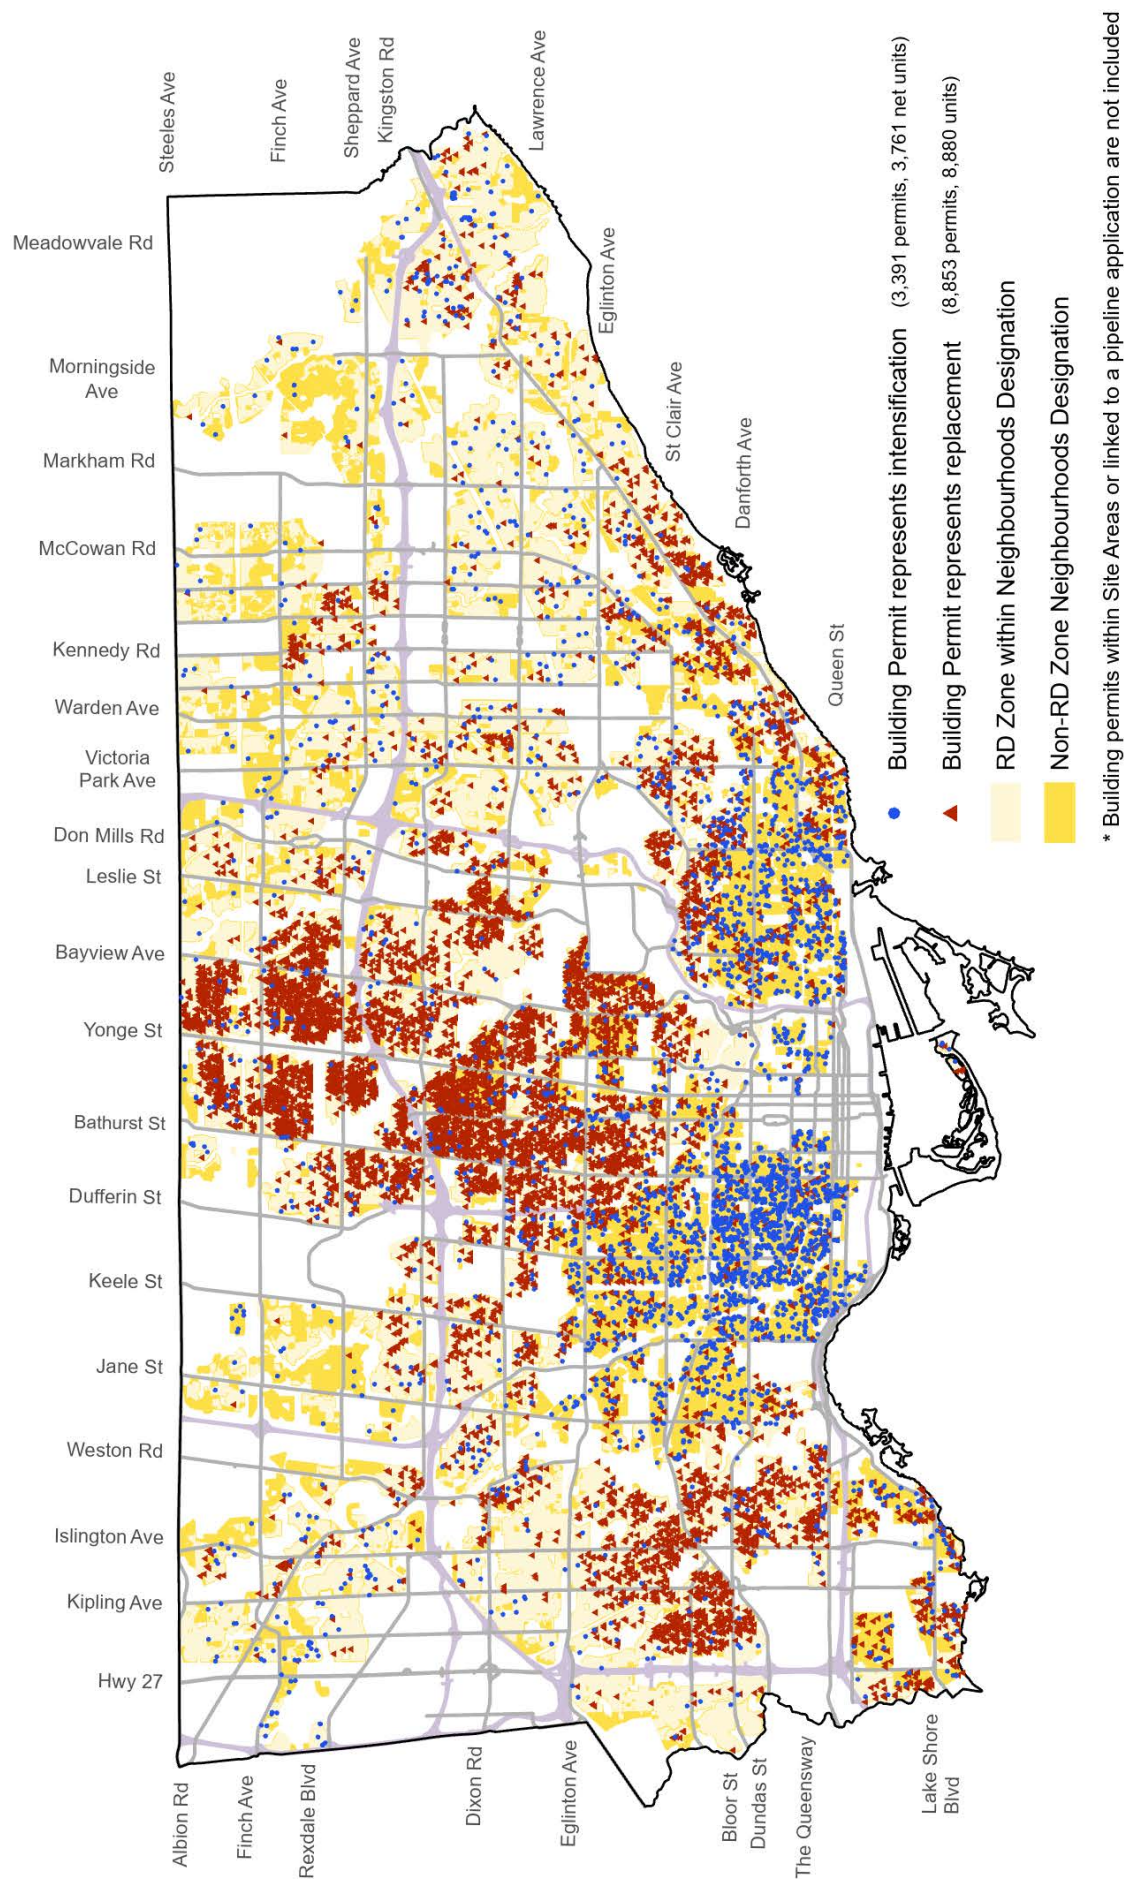 Steeles Ave
Finch Ave
Sheppard Ave
Kingston Rd
Lawrence Ave
Eglinton Ave
St Clair Ave
Danforth Ave
Queen St
Meadowvale Rd
Morningside
Ave
Markham Rd
McCowan Rd
Kennedy Rd
Warden Ave
Victoria
Park Ave
Don Mills Rd
Leslie St
Bayview Ave
Yonge St
Bathurst St
Dufferin St
Keele St
Jane St
Weston Rd
Islington Ave
Kipling Ave
Hwy 27
Albion Rd
Finch Ave
Rexdale Blvd
Dixon Rd
Eglinton Ave
Bloor St
Dundas St
The Queensway
Lake Shore
Blvd
Building Permit represents intensification (3,391 permits, 3,761 net units)
Building Permit represents replacement (8,853 permits, 8,880 units)
RD Zone within Neighbourhoods Designation
Non-RD Zone Neighbourhoods Designation
* Building permits within Site Areas or linked to a pipeline application are not included